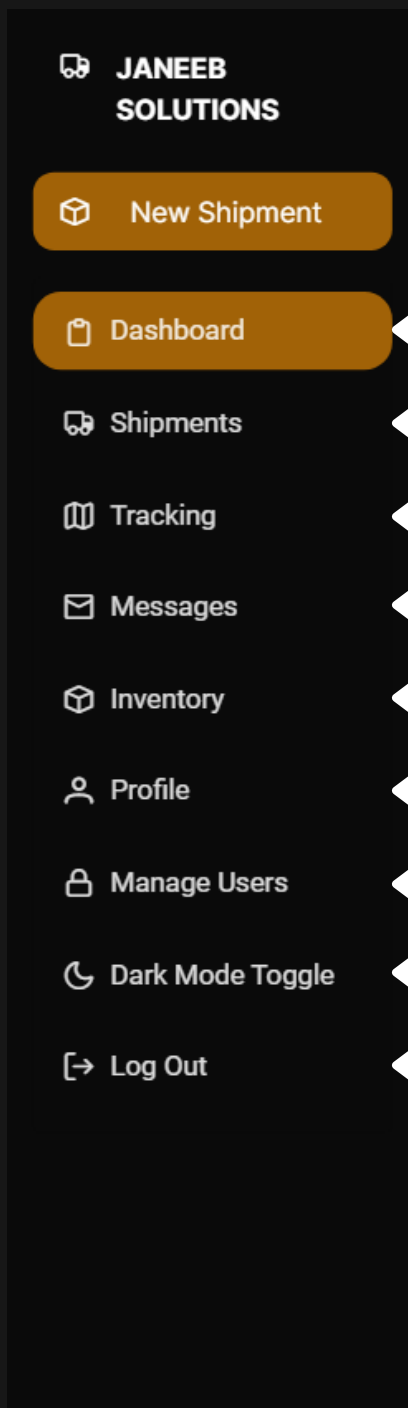 JANEEB
SOLUTIONS
New Shipment
Dashboard
Shipments
Tracking
Messages
Inventory
Profile
Manage Users
Dark Mode Toggle
Log Out